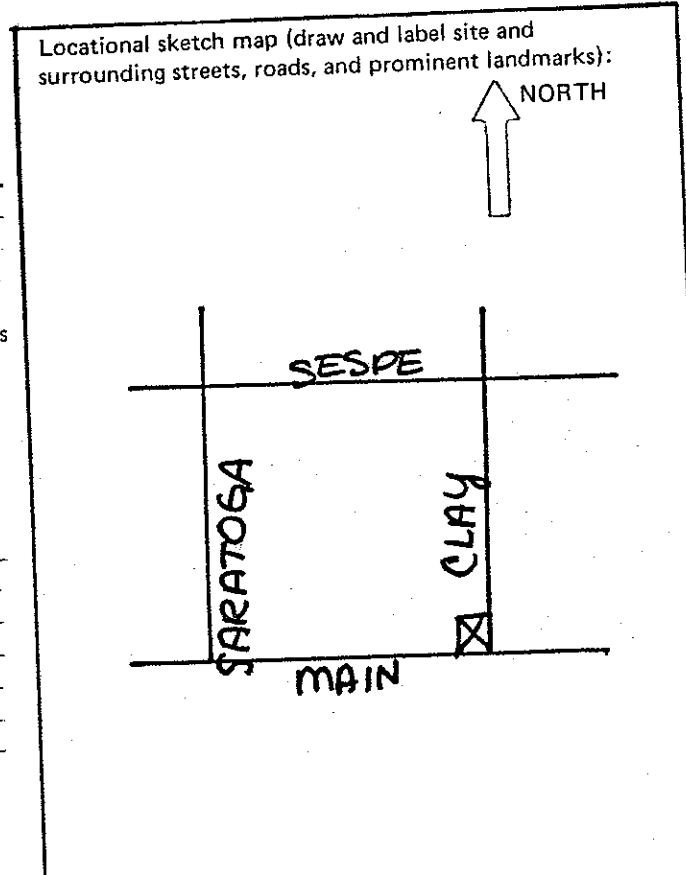 Locational sketch map (draw and label site and
surrounding streets, roads, and prominent landmarks):
NORTH
s
SESPE
SARATOGA
CLAY
MAIN